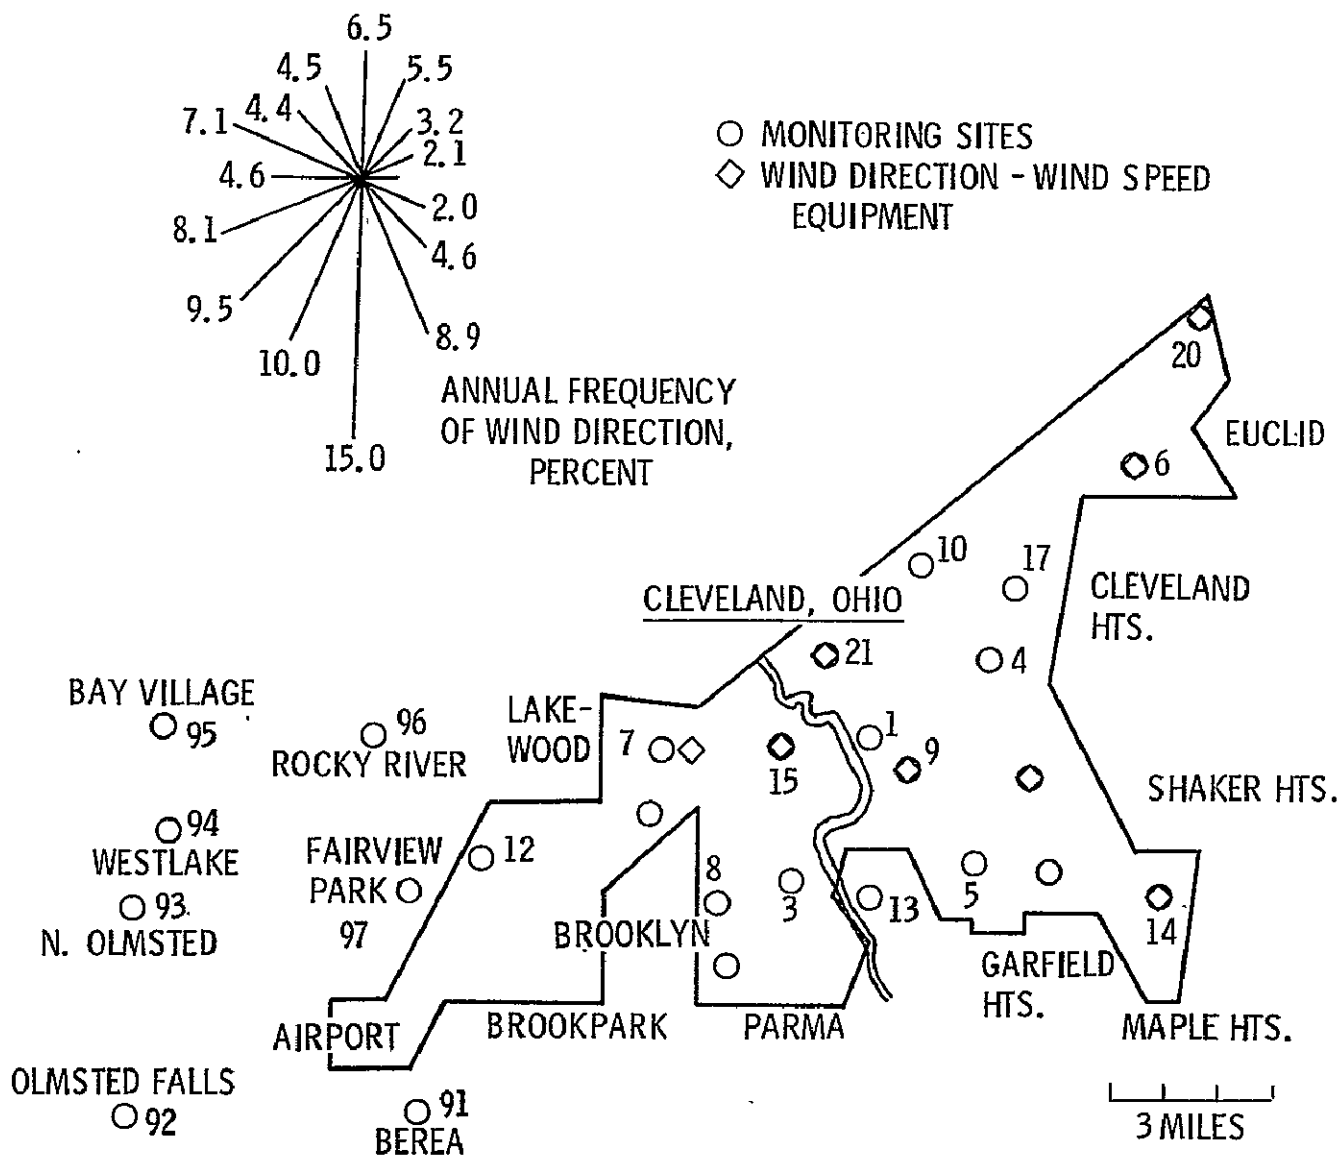 6.5
4.5
5.5
4.4
7.1
3.2
2.1
4.6
2.0
8.1
4.6
9.5
8.9
10.0
15.0
ANNUAL FREQUENCY
OF WIND DIRECTION,
PERCENT
MONITORING SITES
WIND DIRECTION - WIND SPEED
EQUIPMENT
20
EUCLID
6
10
17
CLEVELAND
HTS.
CLEVELAND, OHIO
21
4
BAY VILLAGE
95
96
ROCKY RIVER
LAKE-
WOOD
7
15
1
9
SHAKER HTS.
94
WESTLAKE
FAIRVIEW
PARK
97
12
93
N. OLMSTED
8
3
13
5
14
BROOKLYN
GARFIELD
HTS.
AIRPORT
BROOKPARK
PARMA
MAPLE HTS.
OLMSTED FALLS
92
91
BEREA
3 MILES